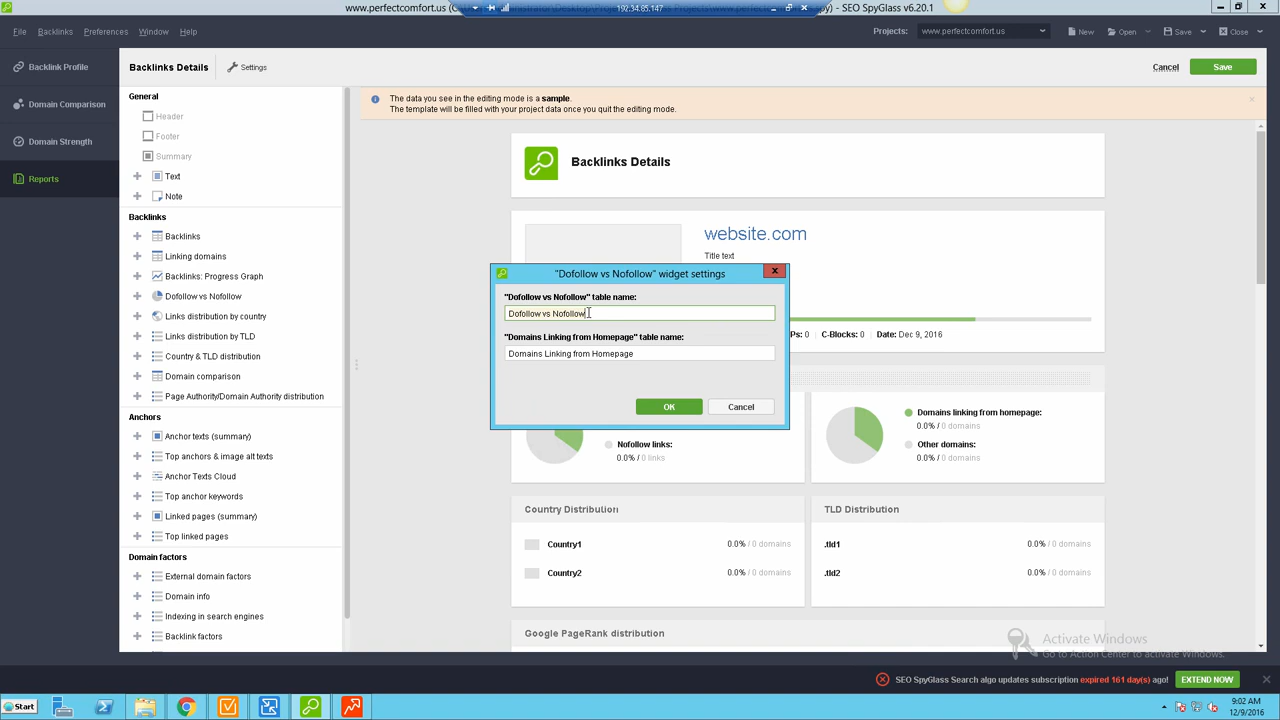 www.perfectcomfort.us
192.34.85.147
- SEO SpyGlass v6.20.1
File
Backlinks
Preferences
Window
Help
Projects:
www.perfectcomfort.us
New
Open
Save
Close
Backlink Profile
Domain Comparison
Domain Strength
Reports
Backlinks Details
Settings
Cancel
Save
The data you see in the editing mode is a sample.
The template will be filled with your project data once you quit the editing mode.
General
Header
Footer
Summary
Text
Note
Backlinks
Backlinks
Linking domains
Backlinks: Progress Graph
Dofollow vs Nofollow
Links distribution by country
Links distribution by TLD
Country & TLD distribution
Domain comparison
Page Authority/Domain Authority distribution
Anchors
Anchor texts (summary)
Top anchors & image alt texts
Anchor Texts Cloud
Top anchor keywords
Linked pages (summary)
Top linked pages
Domain factors
External domain factors
Domain info
Indexing in search engines
Backlink factors
Backlinks Details
website.com
Title text
"Dofollow vs Nofollow" widget settings
"Dofollow vs Nofollow" table name:
Dofollow vs Nofollow
"Domains Linking from Homepage" table name:
Domains Linking from Homepage
OK
Cancel
Ps: 0
C-Blocks: 0
Date: Dec 9, 2016
Nofollow links:
0.0% / 0 links
Domains linking from homepage:
0.0% / 0 domains
Other domains:
0.0% / 0 domains
Country Distribution
Country1
0.0% / 0 domains
Country2
0.0% / 0 domains
TLD Distribution
.tld1
0.0% / 0 domains
.tld2
0.0% / 0 domains
Google PageRank distribution
Activate Windows
Go to Action Center to activate Windows.
SEO SpyGlass Search algo updates subscription expired 161 day(s) ago!
EXTEND NOW
Start
9:02 AM
12/9/2016